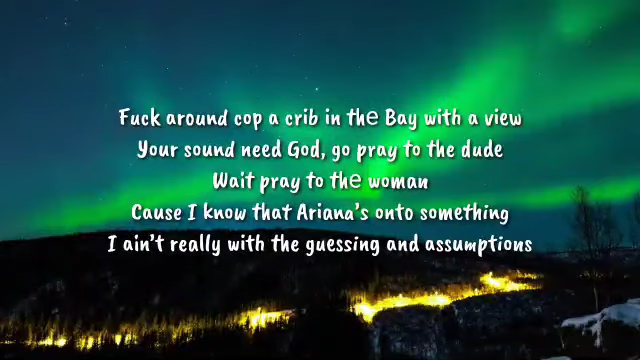 Fuck around cop a crib in the Bay with a view
Your sound need God, go pray to the dude
Wait pray to the woman
Cause I know that Ariana’s onto something
I ain’t really with the guessing and assumptions